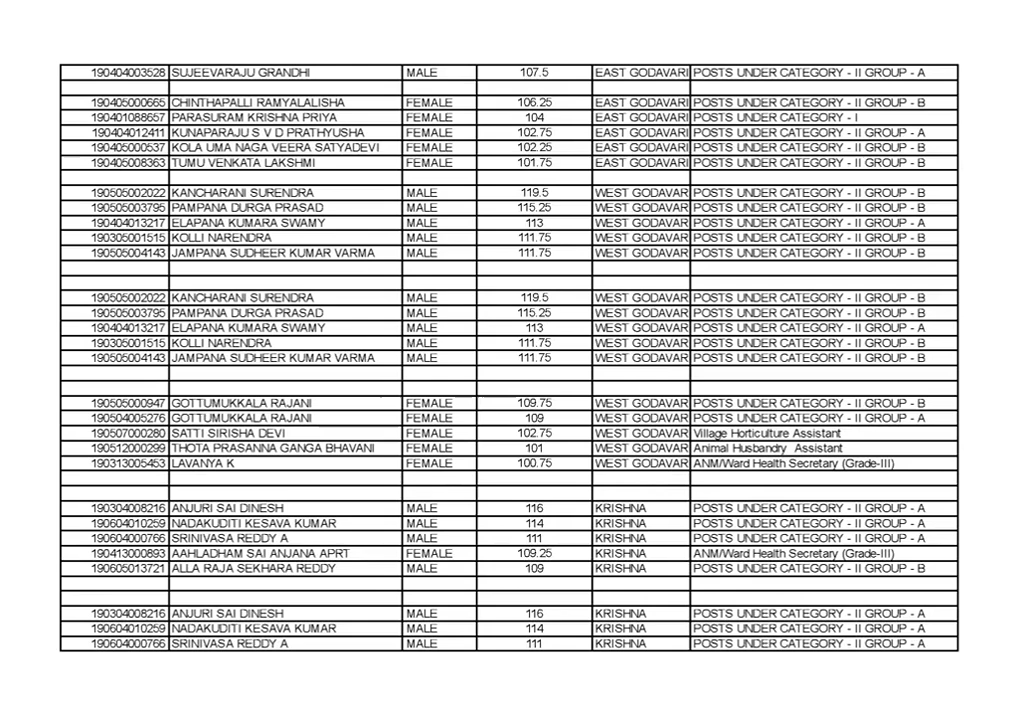 190404003528 SUJEEVARAJU GRANDHI MALE 107.5 EAST GODAVARI POSTS UNDER CATEGORY - II GROUP - A
190405000665 CHINTHAPALLI RAMYALALISHA FEMALE 106.25 EAST GODAVARI POSTS UNDER CATEGORY - II GROUP - B
190401088657 PARASURAM KRISHNA PRIYA FEMALE 104 EAST GODAVARI POSTS UNDER CATEGORY - I
190404012411 KUNAPARAJU S V D PRATHYUSHA FEMALE 102.75 EAST GODAVARI POSTS UNDER CATEGORY - II GROUP - A
190405000537 KOLA UMA NAGA VEERA SATYADEVI FEMALE 102.25 EAST GODAVARI POSTS UNDER CATEGORY - II GROUP - B
190405008363 TUMU VENKATA LAKSHMI FEMALE 101.75 EAST GODAVARI POSTS UNDER CATEGORY - II GROUP - B
190505002022 KANCHARANI SURENDRA MALE 119.5 WEST GODAVAR POSTS UNDER CATEGORY - II GROUP - B
190505003795 PAMPANA DURGA PRASAD MALE 115.25 WEST GODAVAR POSTS UNDER CATEGORY - II GROUP - B
190404013217 ELAPANA KUMARA SWAMY MALE 113 WEST GODAVAR POSTS UNDER CATEGORY - II GROUP - A
190305001515 KOLLI NARENDRA MALE 111.75 WEST GODAVAR POSTS UNDER CATEGORY - II GROUP - B
190505004143 JAMPANA SUDHEER KUMAR VARMA MALE 111.75 WEST GODAVAR POSTS UNDER CATEGORY - II GROUP - B
190505002022 KANCHARANI SURENDRA MALE 119.5 WEST GODAVAR POSTS UNDER CATEGORY - II GROUP - B
190505003795 PAMPANA DURGA PRASAD MALE 115.25 WEST GODAVAR POSTS UNDER CATEGORY - II GROUP - B
190404013217 ELAPANA KUMARA SWAMY MALE 113 WEST GODAVAR POSTS UNDER CATEGORY - II GROUP - A
190305001515 KOLLI NARENDRA MALE 111.75 WEST GODAVAR POSTS UNDER CATEGORY - II GROUP - B
190505004143 JAMPANA SUDHEER KUMAR VARMA MALE 111.75 WEST GODAVAR POSTS UNDER CATEGORY - II GROUP - B
190505000947 GOTTUMUKKALA RAJANI FEMALE 109.75 WEST GODAVAR POSTS UNDER CATEGORY - II GROUP - B
190504005276 GOTTUMUKKALA RAJANI FEMALE 109 WEST GODAVAR POSTS UNDER CATEGORY - II GROUP - A
190507000280 SATTI SIRISHA DEVI FEMALE 102.75 WEST GODAVAR Village Horticulture Assistant
190512000299 THOTA PRASANNA GANGA BHAVANI FEMALE 101 WEST GODAVAR Animal Husbandry Assistant
190313005453 LAVANYA K FEMALE 100.75 WEST GODAVAR ANM/Ward Health Secretary (Grade-III)
190304008216 ANJURI SAI DINESH MALE 116 KRISHNA POSTS UNDER CATEGORY - II GROUP - A
190604010259 NADAKUDITI KESAVA KUMAR MALE 114 KRISHNA POSTS UNDER CATEGORY - II GROUP - A
190604000766 SRINIVASA REDDY A MALE 111 KRISHNA POSTS UNDER CATEGORY - II GROUP - A
190413000893 AAHLADHAM SAI ANJANA APRT FEMALE 109.25 KRISHNA ANM/Ward Health Secretary (Grade-III)
190605013721 ALLA RAJA SEKHARA REDDY MALE 109 KRISHNA POSTS UNDER CATEGORY - II GROUP - B
190304008216 ANJURI SAI DINESH MALE 116 KRISHNA POSTS UNDER CATEGORY - II GROUP - A
190604010259 NADAKUDITI KESAVA KUMAR MALE 114 KRISHNA POSTS UNDER CATEGORY - II GROUP - A
190604000766 SRINIVASA REDDY A MALE 111 KRISHNA POSTS UNDER CATEGORY - II GROUP - A